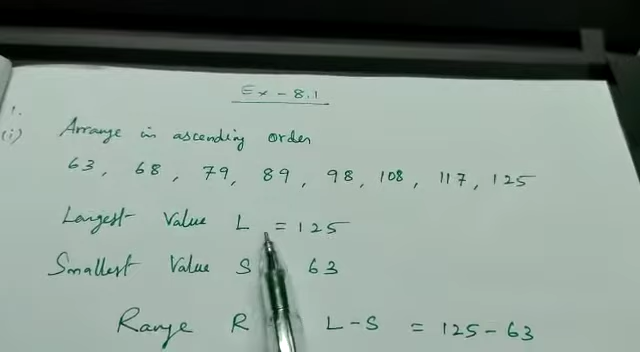 Ex - 8.1
1.
(i) Arrange in ascending order
63, 68, 79, 89, 98, 108, 117, 125
Largest Value L = 125
Smallest Value S 63
Range R L-S = 125-63